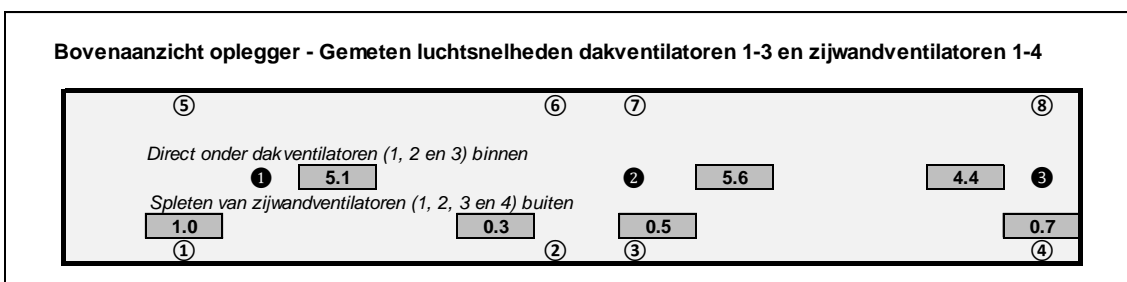 Bovenaanzicht oplegger - Gemeten luchtsnelheden dakventilatoren 1-3 en zijwandventilatoren 1-4
⑤ ⑥ ⑦ ⑧
Direct onder dakventilatoren (1, 2 en 3) binnen
❶ 5.1 ❷ 5.6 4.4 ❸
Spleten van zijwandventilatoren (1, 2, 3 en 4) buiten
1.0 0.3 0.5 0.7
① ② ③ ④